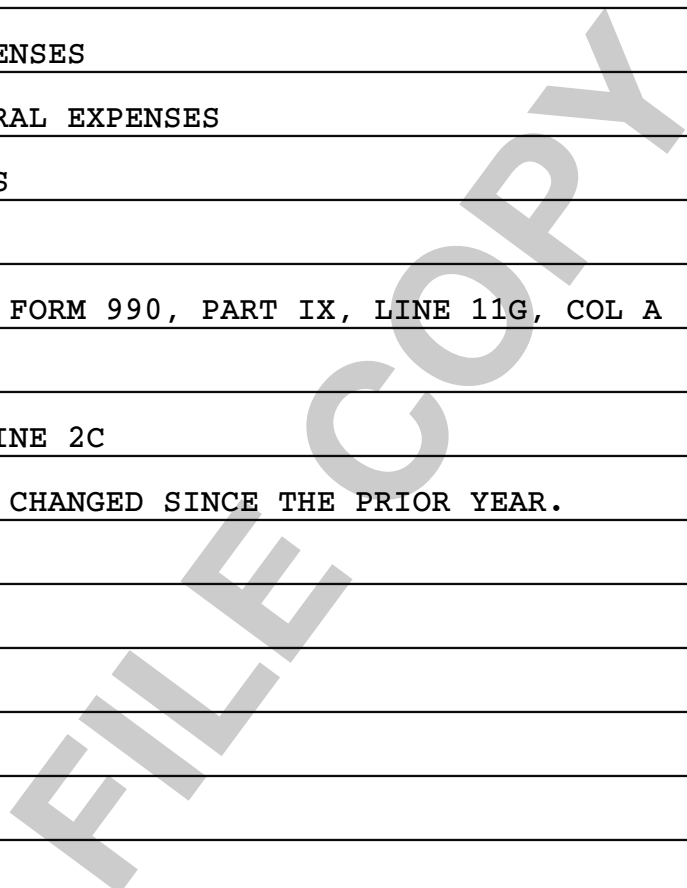 ENSES
RAL EXPENSES
S
FORM 990, PART IX, LINE 11G, COL A
INE 2C
CHANGED SINCE THE PRIOR YEAR.
FILE COPY